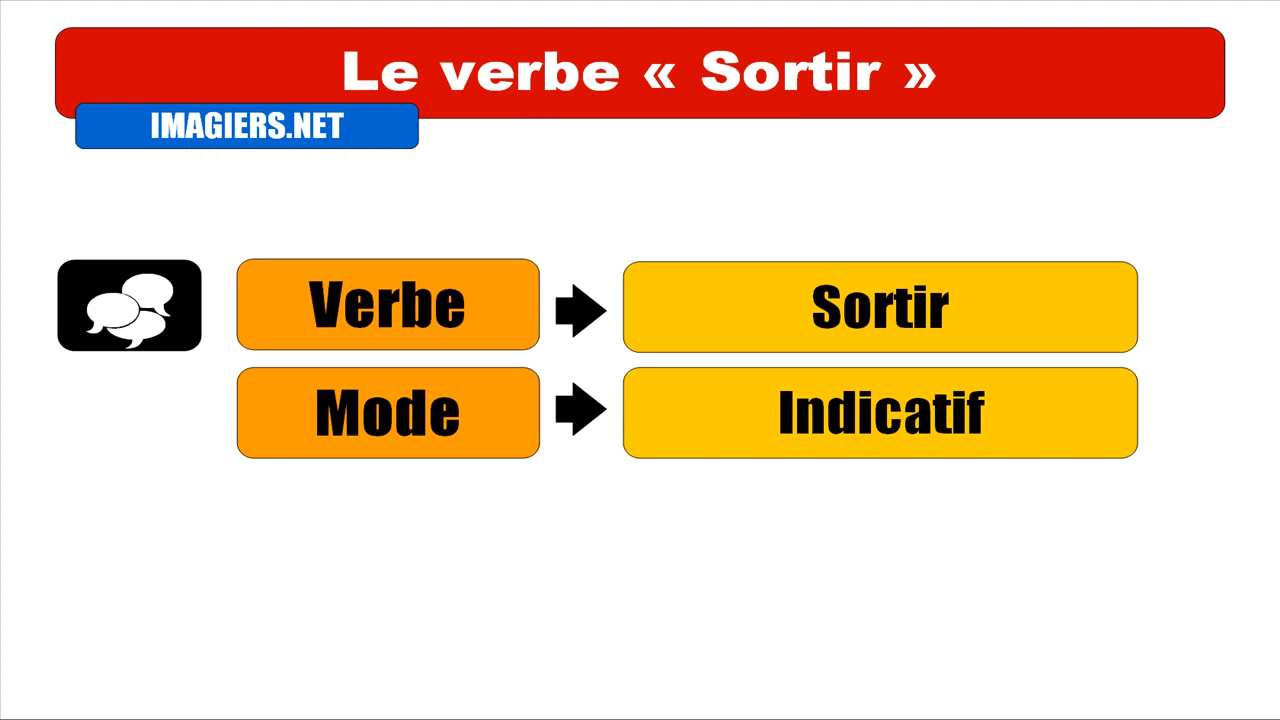 Le verbe « Sortir »
IMAGIERS.NET
Verbe Sortir
Mode Indicatif